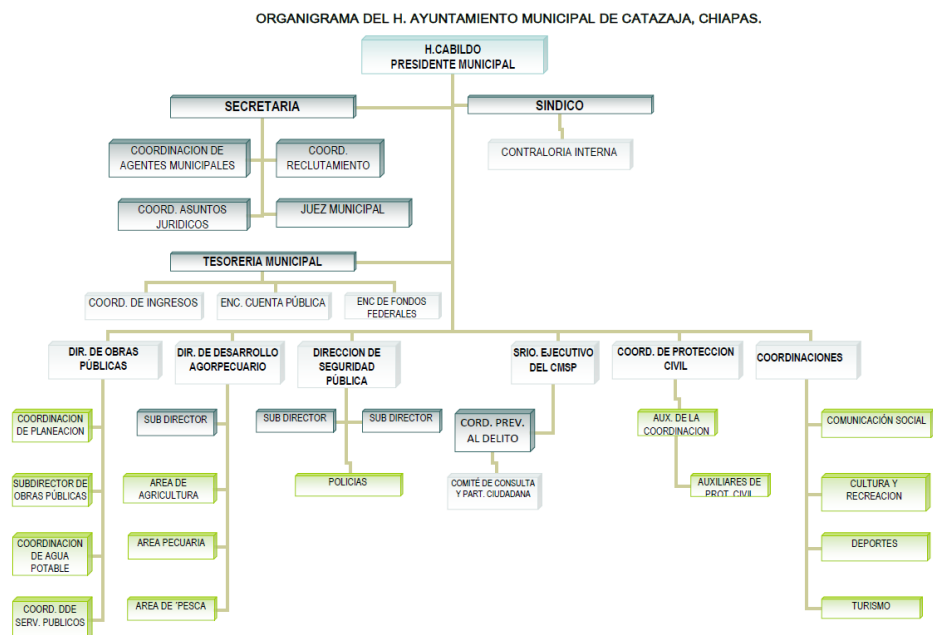 ORGANIGRAMA DEL H. AYUNTAMIENTO MUNICIPAL DE CATAZAJA, CHIAPAS.
H.CABILDO
PRESIDENTE MUNICIPAL
SECRETARIA
SINDICO
COORDINACION DE
AGENTES MUNICIPALES
COORD.
RECLUTAMIENTO
CONTRALORIA INTERNA
COORD. ASUNTOS
JURIDICOS
JUEZ MUNICIPAL
TESORERIA MUNICIPAL
COORD. DE INGRESOS
ENC. CUENTA PÚBLICA
ENC DE FONDOS
FEDERALES
DIR. DE OBRAS
PÚBLICAS
DIR. DE DESARROLLO
AGORPECUARIO
DIRECCION DE
SEGURIDAD
PÚBLICA
SRIO. EJECUTIVO
DEL CMSP
COORD. DE PROTECCION
CIVIL
COORDINACIONES
COORDINACION
DE PLANEACION
SUB DIRECTOR
SUB DIRECTOR
SUB DIRECTOR
CORD. PREV.
AL DELITO
AUX. DE LA
COORDINACION
COMUNICACIÓN SOCIAL
SUBDIRECTOR DE
OBRAS PÚBLICAS
AREA DE
AGRICULTURA
POLICIAS
COMITÉ DE CONSULTA
Y PART. CIUDADANA
AUXILIARES DE
PROT. CIVIL
CULTURA Y
RECREACION
COORDINACION
DE AGUA
POTABLE
AREA PECUARIA
DEPORTES
COORD. DDE
SERV. PUBLICOS
AREA DE 'PESCA
TURISMO